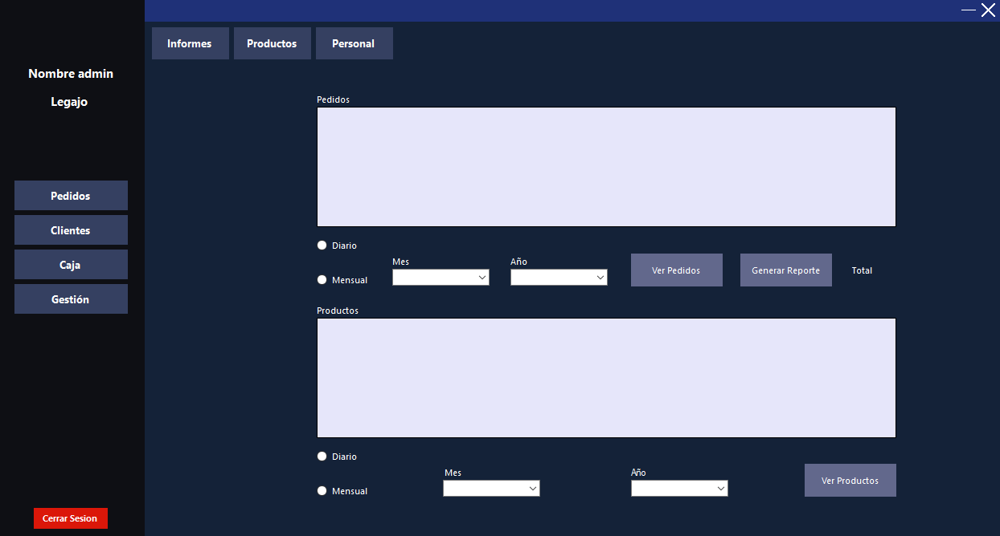 Nombre admin
Legajo
Pedidos
Clientes
Caja
Gestión
Cerrar Sesion
Informes Productos Personal
Pedidos
Diario
Mensual
Mes
Año
Ver Pedidos
Generar Reporte
Total
Productos
Diario
Mensual
Mes
Año
Ver Productos